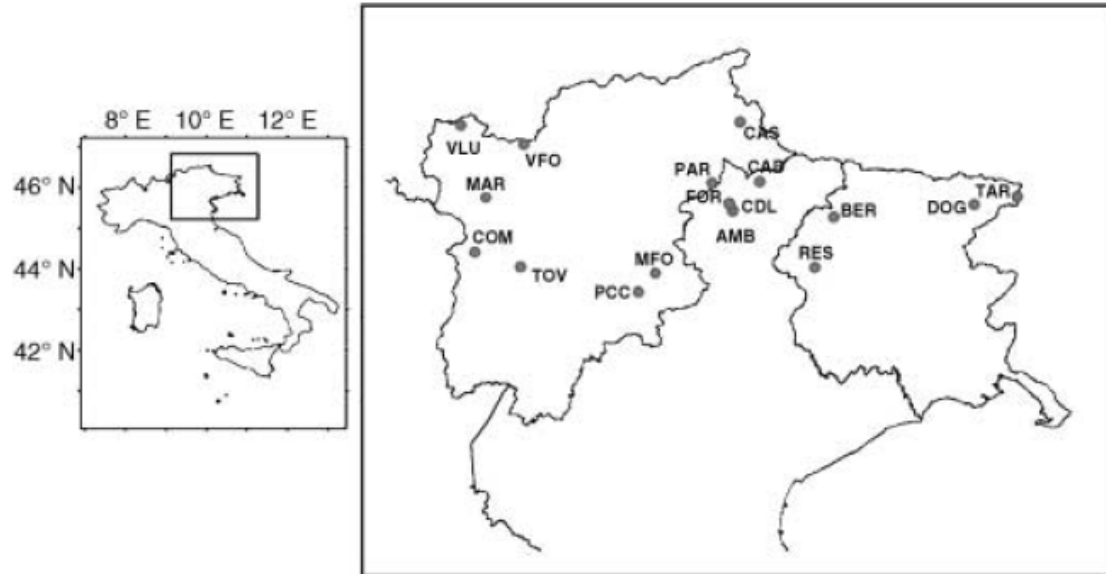 8° E 10° E 12° E
46° N
44° N
42° N
CAS
VLU
VFO
PAR
CAD
MAR
FOR
CDL
TAR
DOG
BER
AMB
COM
RES
MFO
TOV
PCC